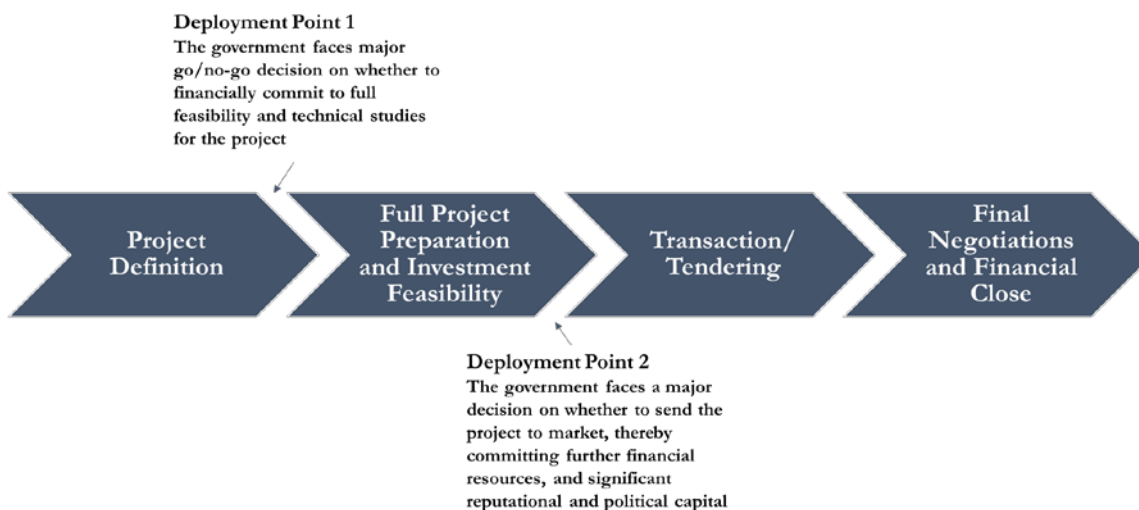 Deployment Point 1
The government faces major
go/no-go decision on whether to
financially commit to full
feasibility and technical studies
for the project
Project
Definition
Full Project
Preparation
and Investment
Feasibility
Transaction/
Tendering
Final
Negotiations
and Financial
Close
Deployment Point 2
The government faces a major
decision on whether to send the
project to market, thereby
committing further financial
resources, and significant
reputational and political capital